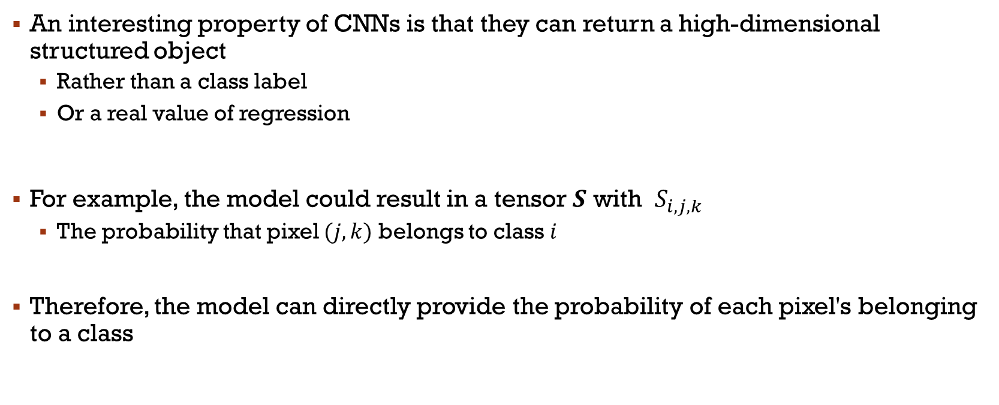 ▪ An interesting property of CNNs is that they can return a high-dimensional
structured object
▪ Rather than a class label
▪ Or a real value of regression
▪ For example, the model could result in a tensor S with S_{i,j,k}
▪ The probability that pixel (j, k) belongs to class i
▪ Therefore, the model can directly provide the probability of each pixel's belonging
to a class